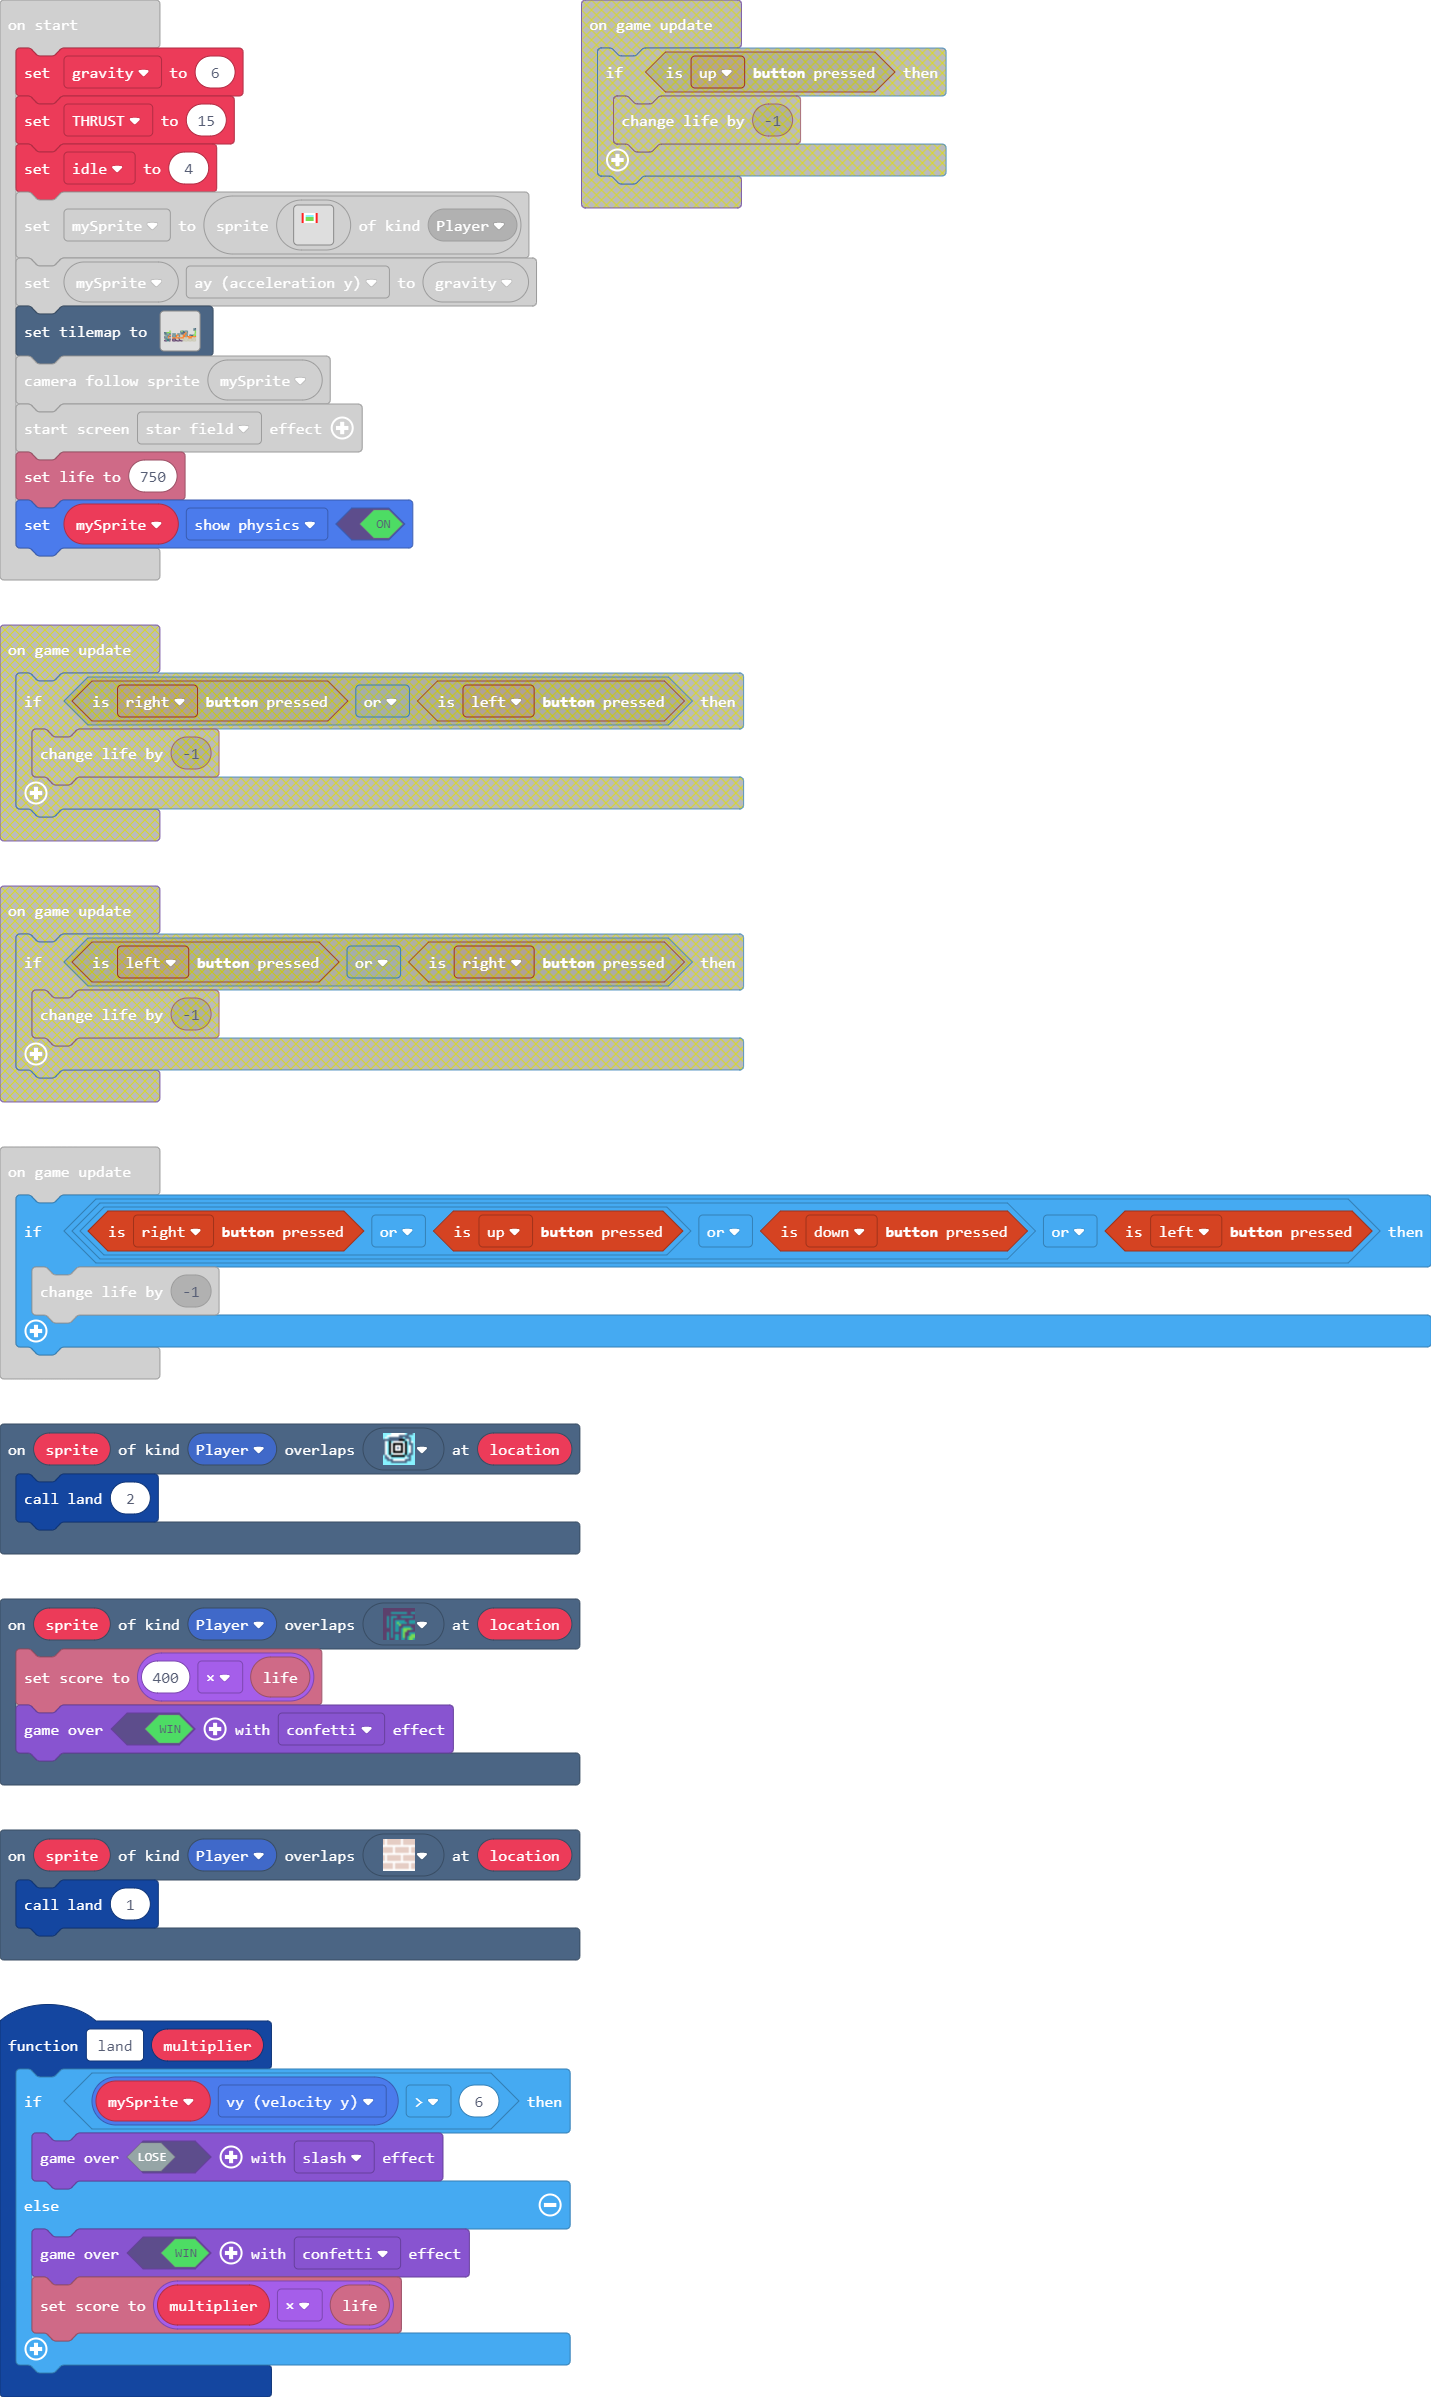 on start
set gravity to 6
set THRUST to 15
set idle to 4
set mySprite to sprite of kind Player
set mySprite ay (acceleration y) to gravity
set tilemap to
camera follow sprite mySprite
start screen star field effect
set life to 750
set mySprite show physics ON
on game update
if is up button pressed then
change life by -1
on game update
if is right button pressed or is left button pressed then
change life by -1
on game update
if is left button pressed or is right button pressed then
change life by -1
on game update
if is right button pressed or is up button pressed or is down button pressed or is left button pressed then
change life by -1
on sprite of kind Player overlaps at location
call land 2
on sprite of kind Player overlaps at location
set score to 400 × life
game over WIN with confetti effect
on sprite of kind Player overlaps at location
call land 1
function land multiplier
if mySprite vy (velocity y) > 6 then
game over LOSE with slash effect
else
game over WIN with confetti effect
set score to multiplier × life